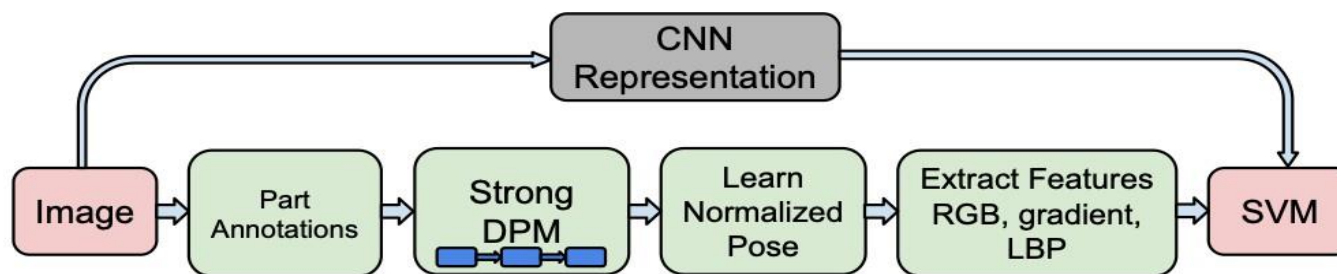 CNN
Representation
Image
Part
Annotations
Strong
DPM
Learn
Normalized
Pose
Extract Features
RGB, gradient,
LBP
SVM